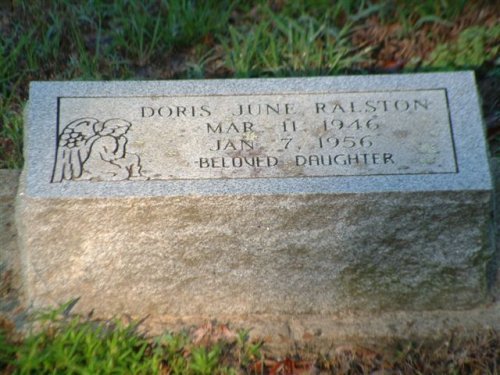 DORIS JUNE RALSTON
MAR 11 1946
JAN 7, 1956
BELOVED DAUGHTER